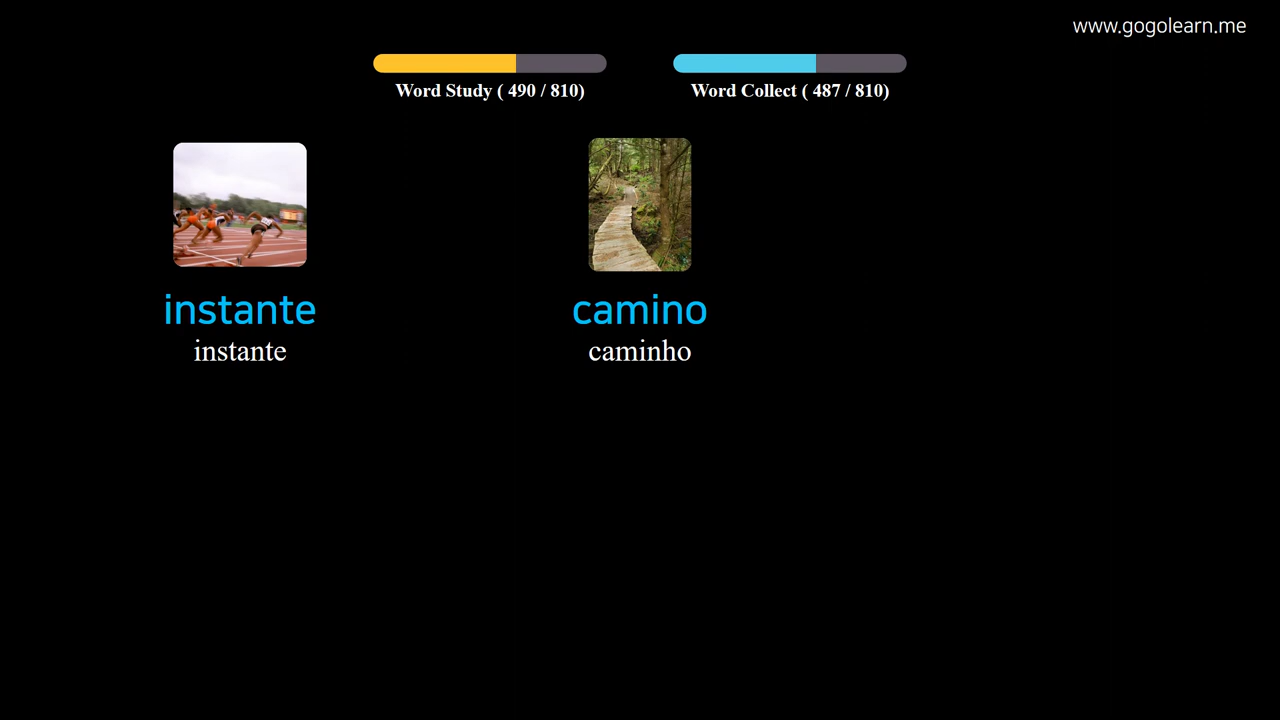 www.gogolearn.me
Word Study ( 490 / 810)
Word Collect ( 487 / 810)
instante
instante
camino
caminho